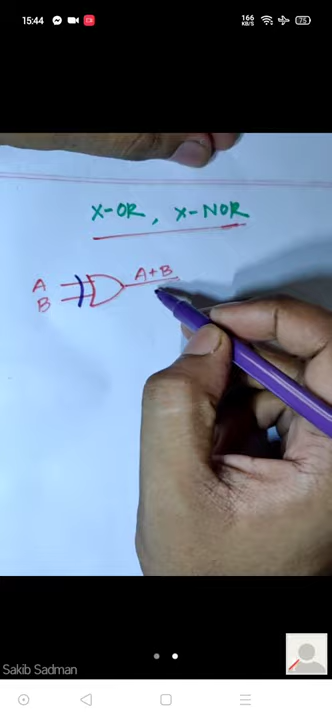 15:44
166
KB/S
75
X-OR, X-NOR
A
A+B
B
Sakib Sadman